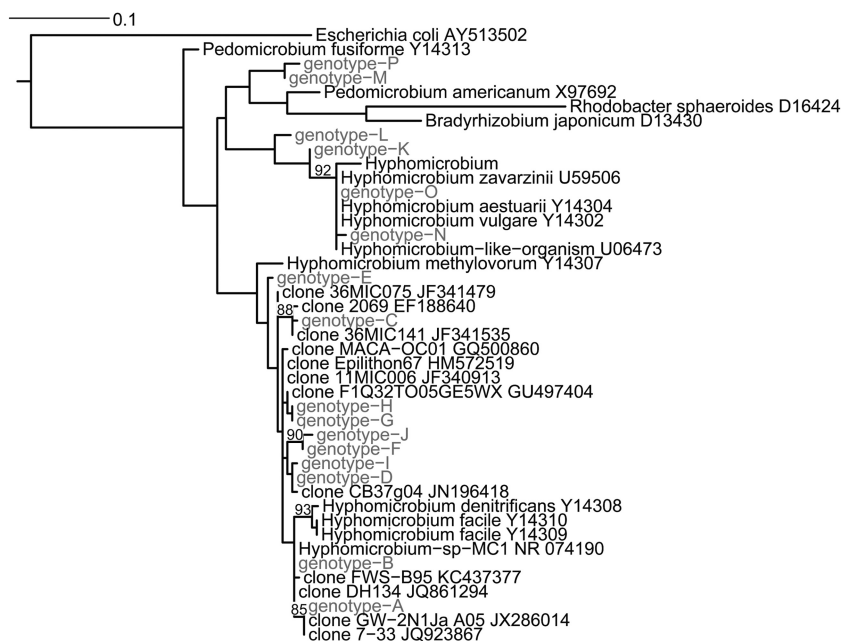 0.1
Escherichia coli AY513502
Pedomicrobium fusiforme Y14313
genotype−P
genotype−M
Pedomicrobium americanum X97692
Rhodobacter sphaeroides D16424
Bradyrhizobium japonicum D13430
genotype−L
genotype−K
Hyphomicrobium
92
Hyphomicrobium zavarzinii U59506
genotype−O
Hyphomicrobium aestuarii Y14304
Hyphomicrobium vulgare Y14302
genotype−N
Hyphomicrobium−like−organism U06473
Hyphomicrobium methylovorum Y14307
genotype−E
clone 36MIC075 JF341479
88 clone 2069 EF188640
genotype−C
clone 36MIC141 JF341535
clone MACA−OC01 GQ500860
clone Epilithon67 HM572519
clone 11MIC006 JF340913
clone F1Q32TO05GE5WX GU497404
genotype−H
genotype−G
90 genotype−J
genotype−F
genotype−I
genotype−D
clone CB37g04 JN196418
93 Hyphomicrobium denitrificans Y14308
Hyphomicrobium facile Y14310
Hyphomicrobium facile Y14309
Hyphomicrobium−sp−MC1 NR 074190
genotype−B
clone FWS−B95 KC437377
clone DH134 JQ861294
85 genotype−A
clone GW−2N1Ja A05 JX286014
clone 7−33 JQ923867